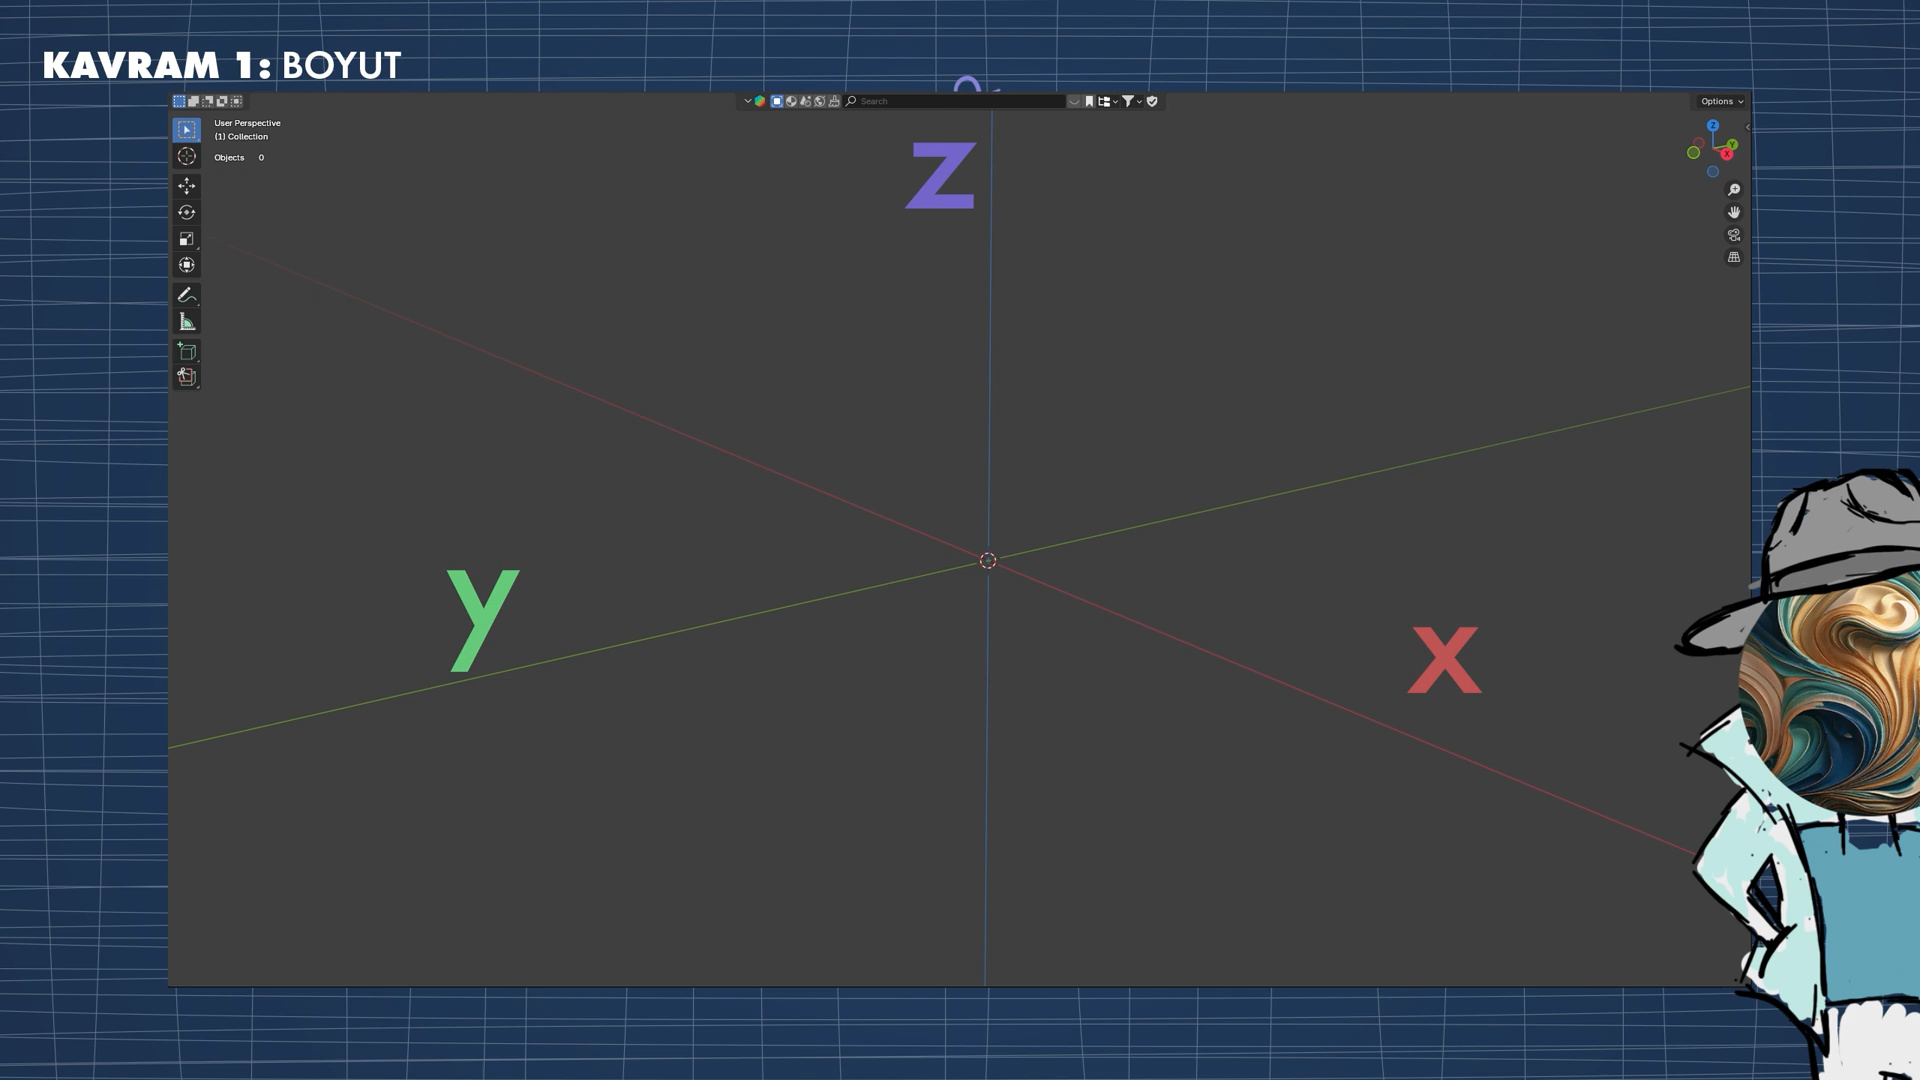 KAVRAM 1: BOYUT
Search
Options
User Perspective
(1) Collection
Objects 0
Z
Y
X
z
y
x